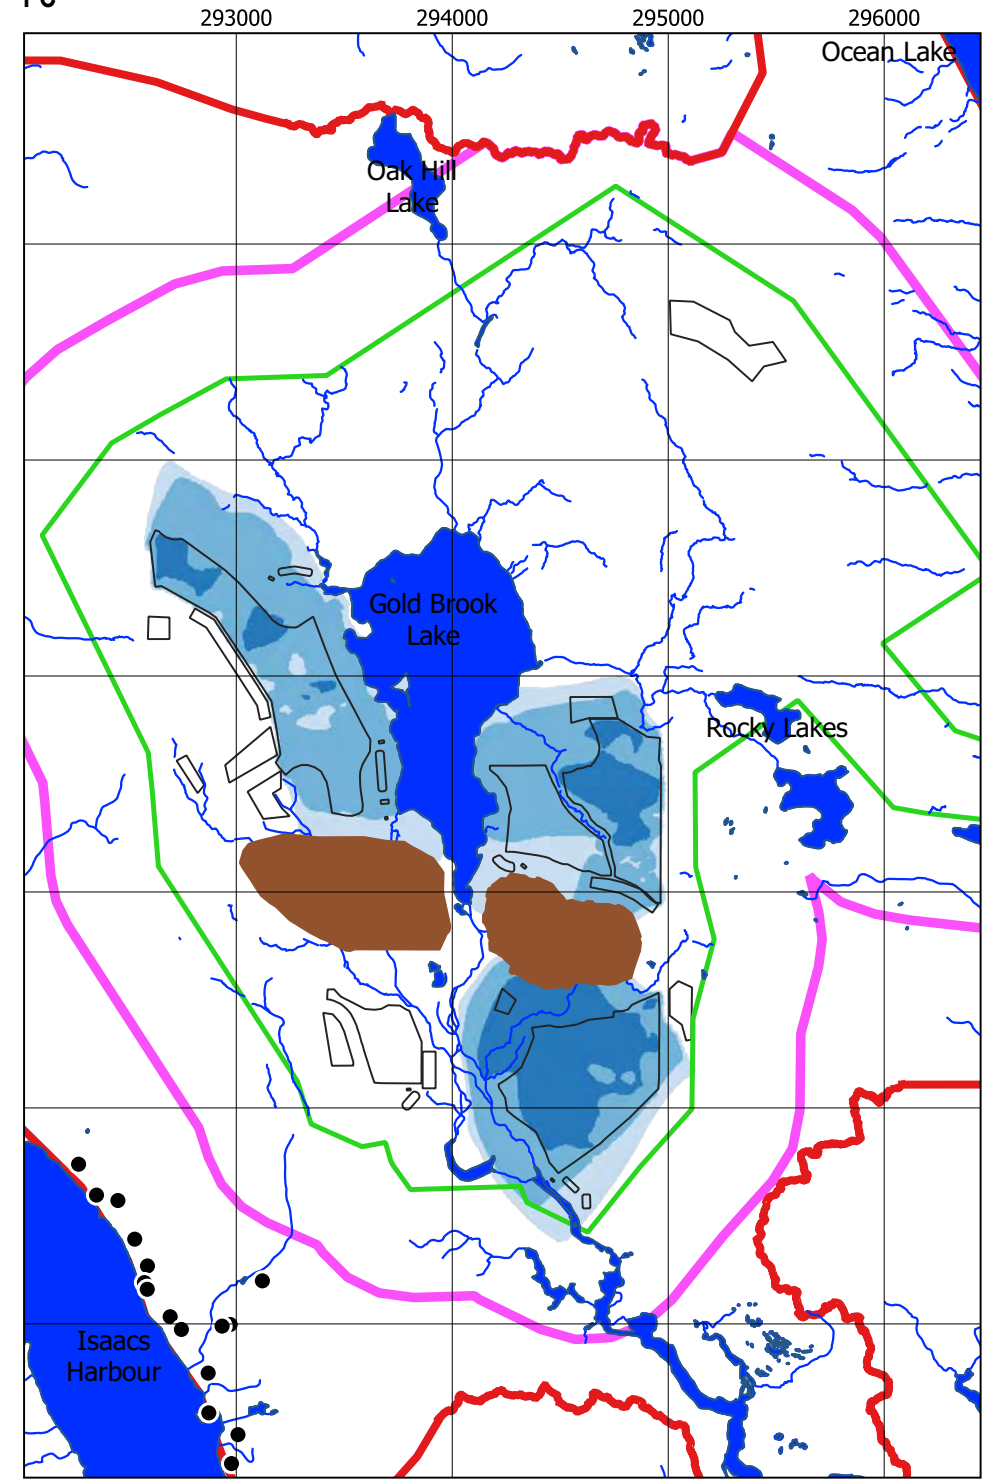 293000 294000 295000 296000
Ocean Lake
Oak Hill
Lake
Gold Brook
Lake
Rocky Lakes
Isaacs
Harbour